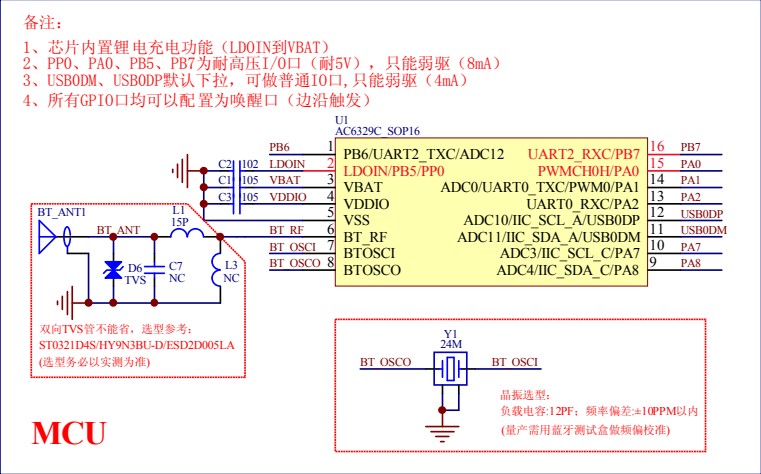 备注：
1、芯片内置锂电充电功能（LDOIN到VBAT）
2、PP0、PA0、PB5、PB7为耐高压I/O口（耐5V），只能弱驱（8mA）
3、USB0DM、USB0DP默认下拉，可做普通IO口,只能弱驱（4mA）
4、所有GPIO口均可以配置为唤醒口（边沿触发）
U1
AC6329C_SOP16
PB6 1 PB6/UART2_TXC/ADC12 UART2_RXC/PB7 16 PB7
C2 102 LDOIN 2 LDOIN/PB5/PP0 PWMCH0H/PA0 15 PA0
C1 105 VBAT 3 VBAT ADC0/UART0_TXC/PWM0/PA1 14 PA1
C3 105 VDDIO 4 VDDIO UART0_RXC/PA2 13 PA2
5 VSS ADC10/IIC_SCL_A/USB0DP 12 USB0DP
BT_RF 6 BT_RF ADC11/IIC_SDA_A/USB0DM 11 USB0DM
BT_OSCI 7 BTOSCI ADC3/IIC_SCL_C/PA7 10 PA7
BT_OSCO 8 BTOSCO ADC4/IIC_SDA_C/PA8 9 PA8
BT_ANT1
BT_ANT
L1
15P
D6
TVS
C7
NC
L3
NC
双向TVS管不能省，选型参考：
ST0321D4S/HY9N3BU-D/ESD2D005LA
(选型务必以实测为准)
Y1
24M
BT_OSCO BT_OSCI
晶振选型：
负载电容:12PF；频率偏差:±10PPM以内
(量产需用蓝牙测试盒做频偏校准)
MCU